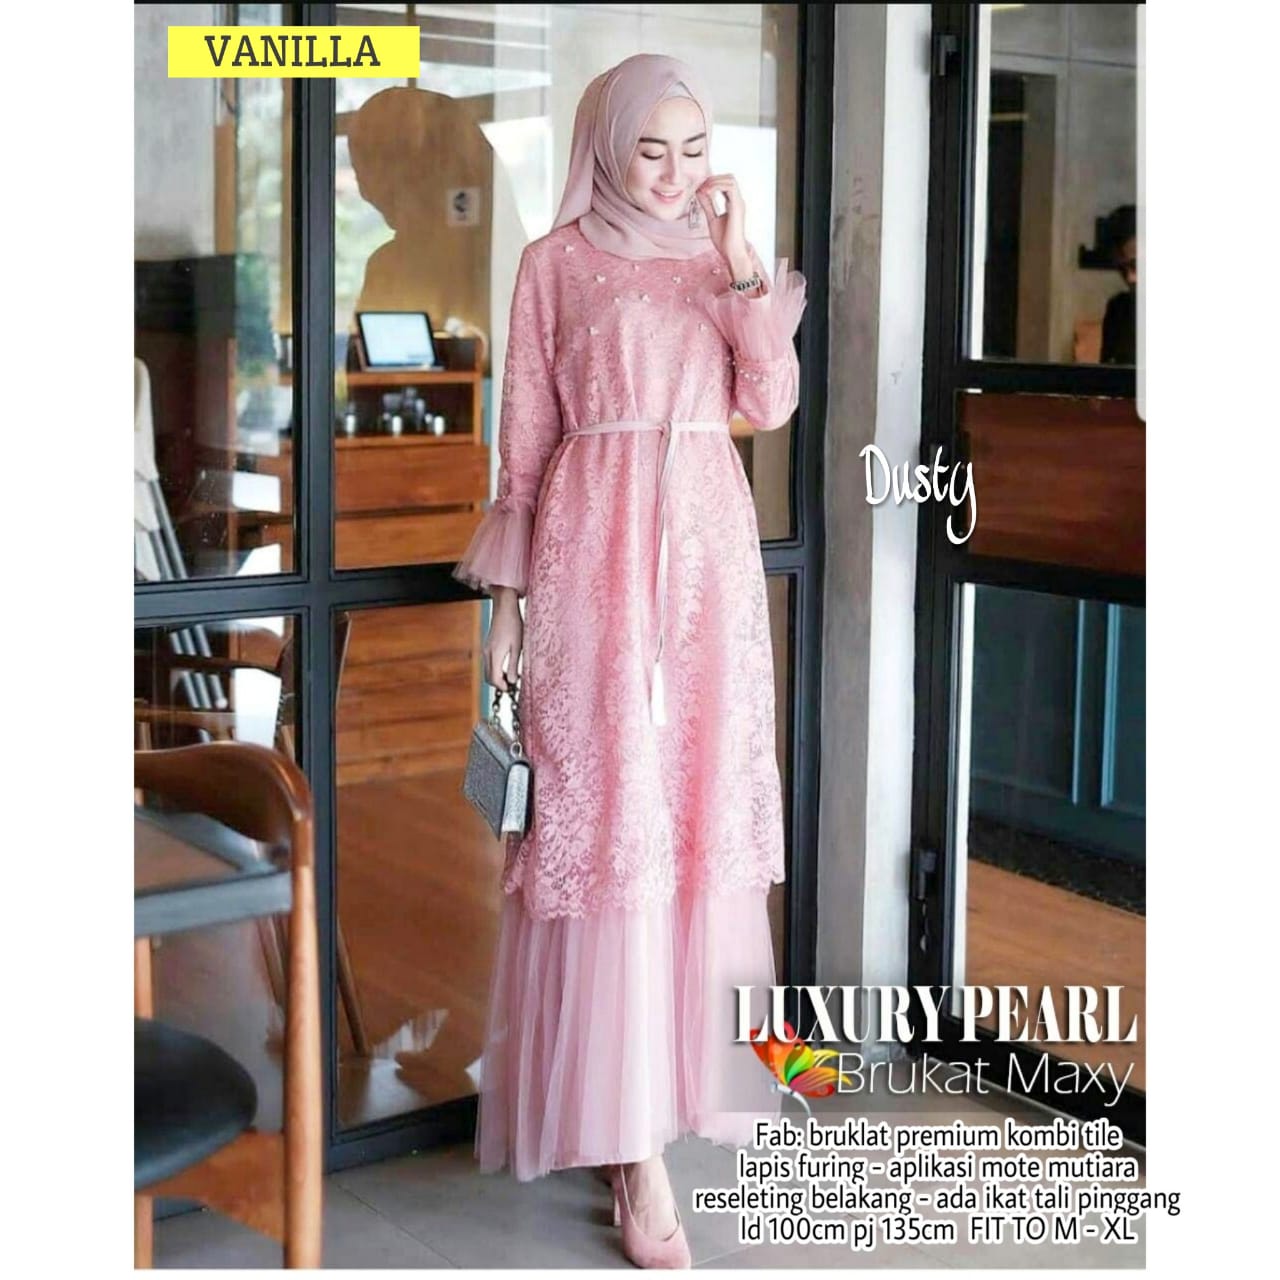 VANILLA
Dusty
LUXURY PEARL
Brukat Maxy
Fab: bruklat premium kombi tile
lapis furing - aplikasi mote mutiara
reseleting belakang - ada ikat tali pinggang
ld 100cm pj 135cm FIT TO M - XL